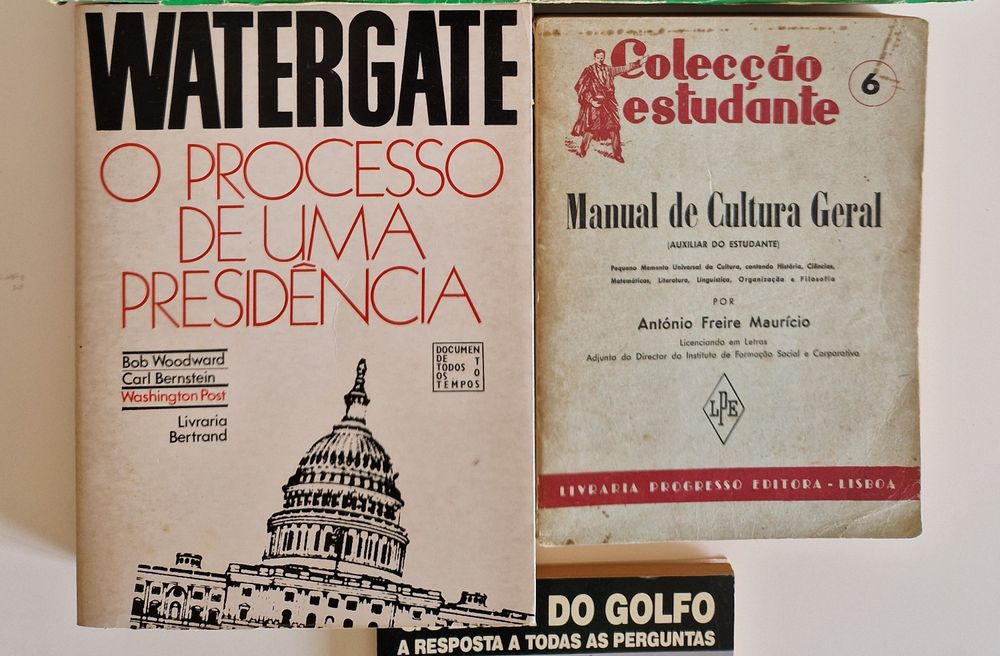 WATERGATE
O PROCESSO
DE UMA
PRESIDÊNCIA
Bob Woodward
Carl Bernstein
Washington Post
Livraria
Bertrand
DOCUMEN
DE T
TODOS O
OS
TEMPOS
Colecção
estudante
6
Manual de Cultura Geral
(AUXILIAR DO ESTUDANTE)
Pequeno Memento Universal da Cultura, contendo História, Ciências,
Matemáticas, Literatura, Linguística, Organização e Filosofia
POR
António Freire Maurício
Licenciando em Letras
Adjunto do Director do Instituto de Formação Social e Corporativa
LPE
LIVRARIA PROGRESSO EDITORA - LISBOA
DO GOLFO
A RESPOSTA A TODAS AS PERGUNTAS